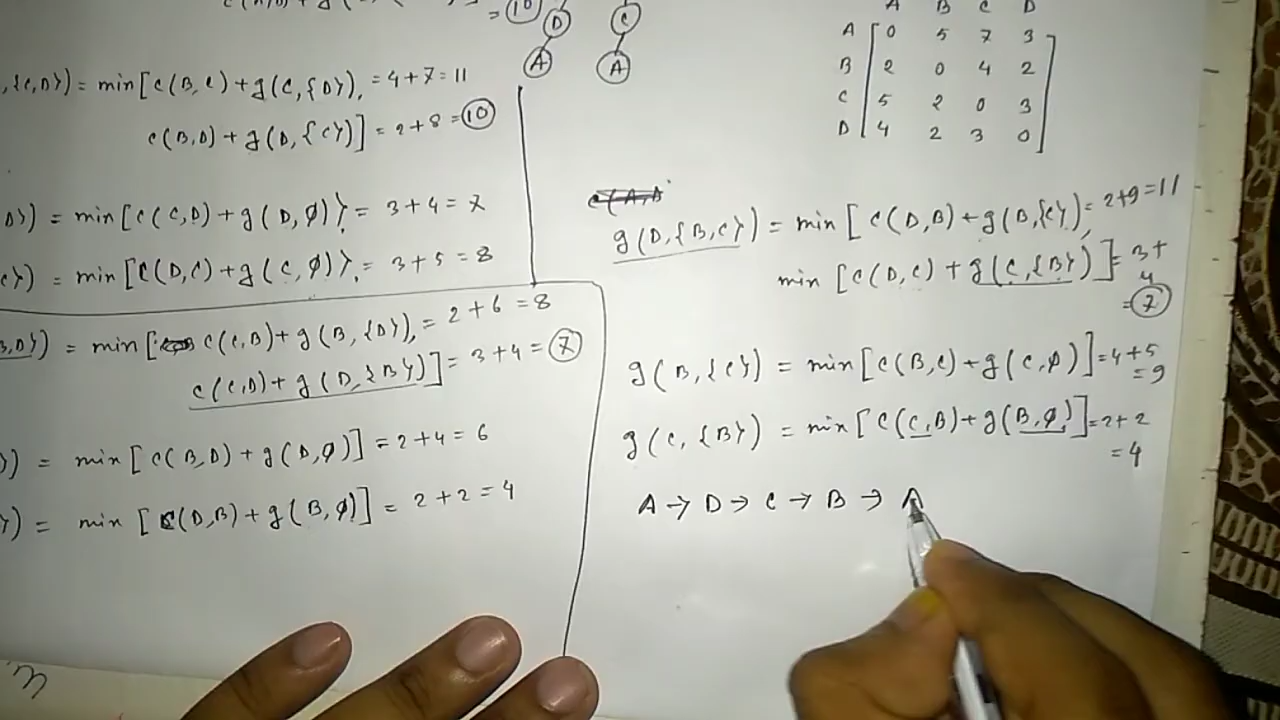 = 10
D C
A A
A B C D
A 0 5 7 3
B 2 0 4 2
C 5 2 0 3
D 4 2 3 0
,{C,D}) = min[c(B,C)+g(C,{D}), = 4+7=11
c(B,D)+g(D,{C})] = 2+8 = 10
D}) = min[c(C,D)+g(D,φ)}, = 3+4 = 7
C}) = min[c(D,C)+g(C,φ)}, = 3+5 = 8
B,D}) = min[ c(C,B)+g(B,{D}), = 2+6 = 8
c(C,D)+g(D,{B})] = 3+4 = 7
}) = min[c(B,D)+g(D,φ)] = 2+4 = 6
}) = min[c(D,B)+g(B,φ)] = 2+2 = 4
c(A,A
g(D,{B,C}) = min[c(D,B)+g(B,{C}), = 2+9=11
min[c(D,C)+g(C,{B})] = 3+
4
= 7
g(B,{C}) = min[c(B,C)+g(C,φ)] = 4+5
= 9
g(C,{B}) = min[c(C,B)+g(B,φ)] = 2+2
= 4
A → D → C → B → A